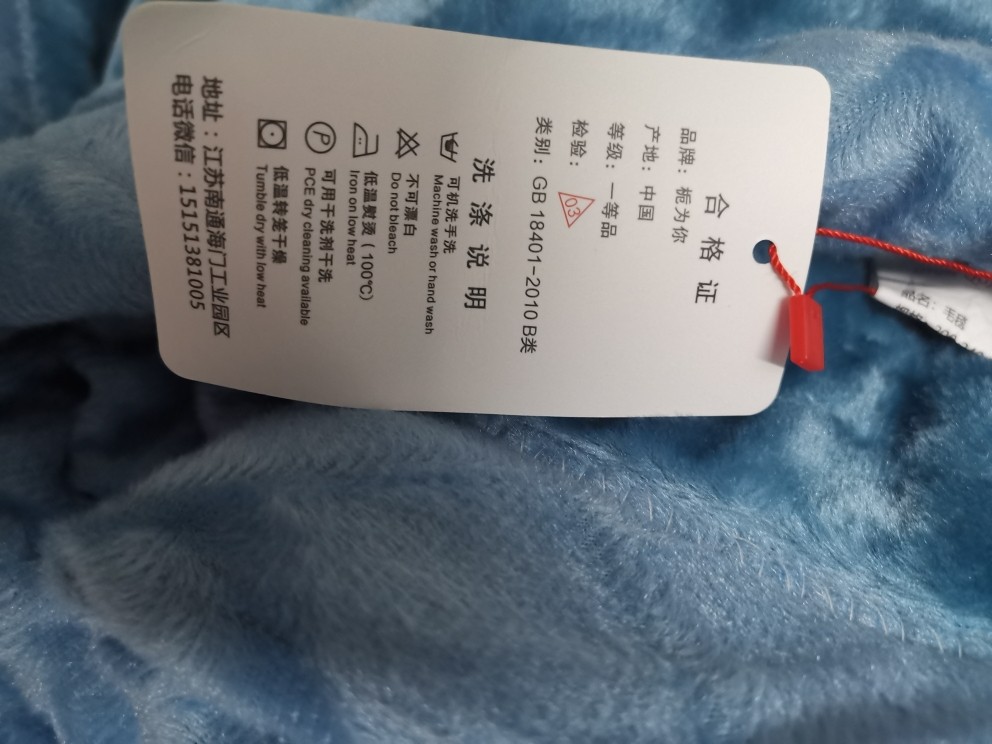 合格证
品牌：栀为你
产地：中国
等级：一等品
检验：03
类别：GB 18401-2010 B类
洗涤说明
可机洗手洗
Machine wash or hand wash
不可漂白
Do not bleach
低温熨烫（100℃）
Iron on low heat
P
可用干洗剂干洗
PCE dry cleaning available
低温转笼干燥
Tumble dry with low heat
地址：江苏南通海门工业园区
电话微信：15151381005
品名：毛毯